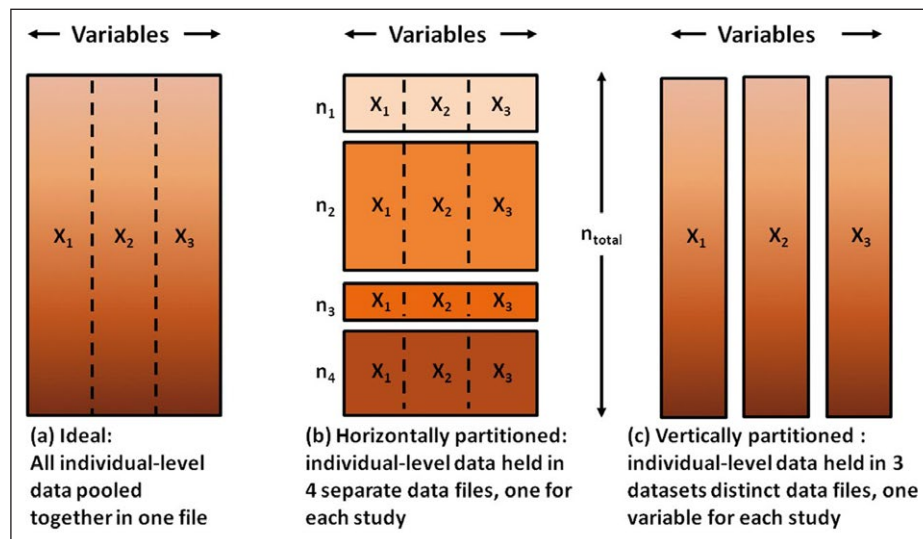 Variables
Variables
Variables
X₁ X₂ X₃
n₁ X₁ X₂ X₃
n₂ X₁ X₂ X₃
n₃ X₁ X₂ X₃
n₄ X₁ X₂ X₃
n_total
X₁ X₂ X₃
(a) Ideal:
All individual-level
data pooled
together in one file
(b) Horizontally partitioned:
individual-level data held in
4 separate data files, one for
each study
(c) Vertically partitioned :
individual-level data held in 3
datasets distinct data files, one
variable for each study